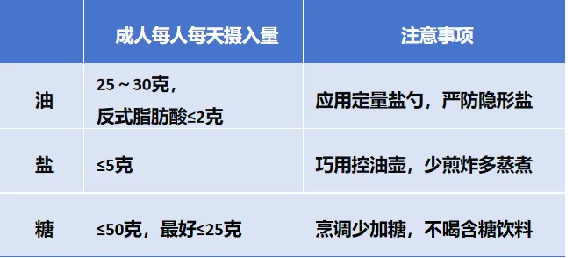 成人每人每天摄入量 注意事项
油 25～30克，
反式脂肪酸≤2克 应用定量盐勺，严防隐形盐
盐 ≤5克 巧用控油壶，少煎炸多蒸煮
糖 ≤50克，最好≤25克 烹调少加糖，不喝含糖饮料